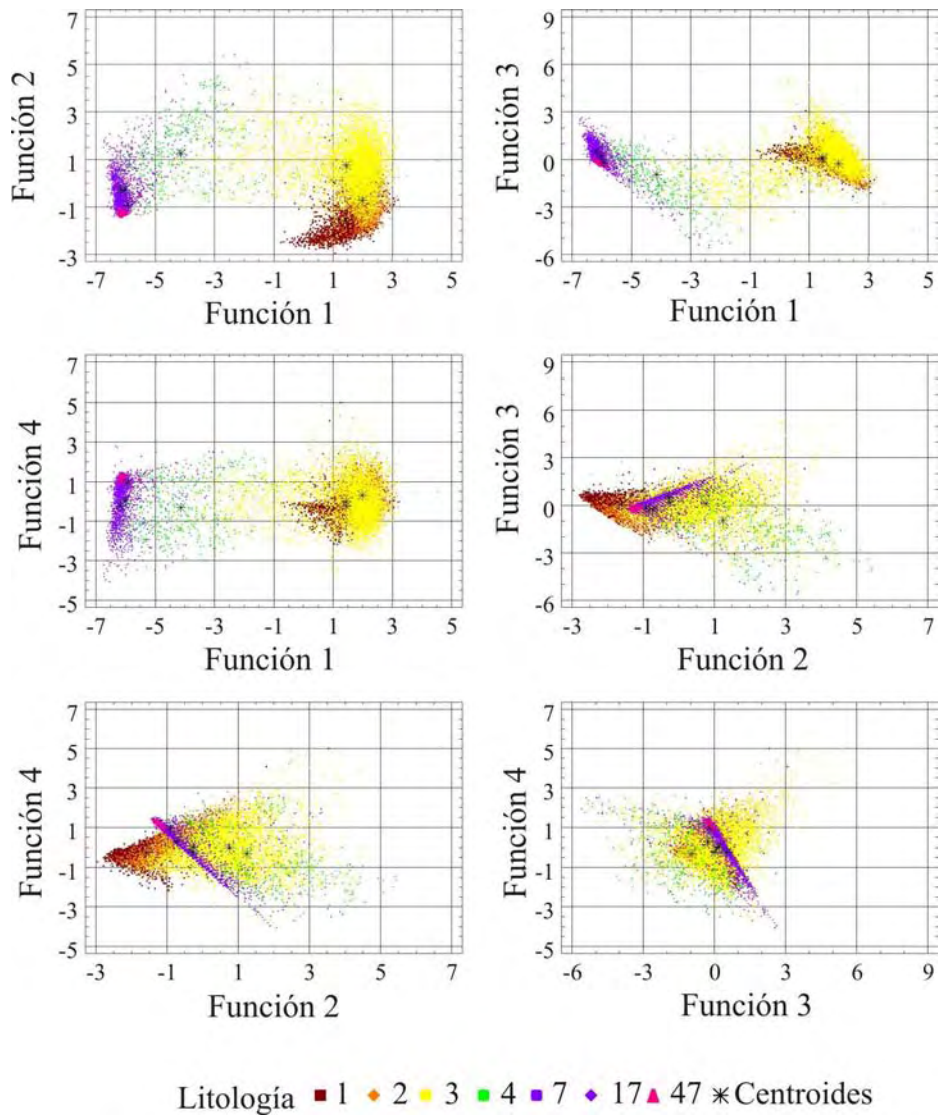 7
5
3
1
-1
-3
Función 2
-7 -5 -3 -1 1 3 5
Función 1
9
6
3
0
-3
-6
Función 3
-7 -5 -3 -1 1 3 5
Función 1
7
5
3
1
-1
-3
-5
Función 4
-7 -5 -3 -1 1 3 5
Función 1
9
6
3
0
-3
-6
Función 3
-3 -1 1 3 5 7
Función 2
7
5
3
1
-1
-3
-5
Función 4
-3 -1 1 3 5 7
Función 2
7
5
3
1
-1
-3
-5
Función 4
-6 -3 0 3 6 9
Función 3
Litología 1 2 3 4 7 17 47 Centroides